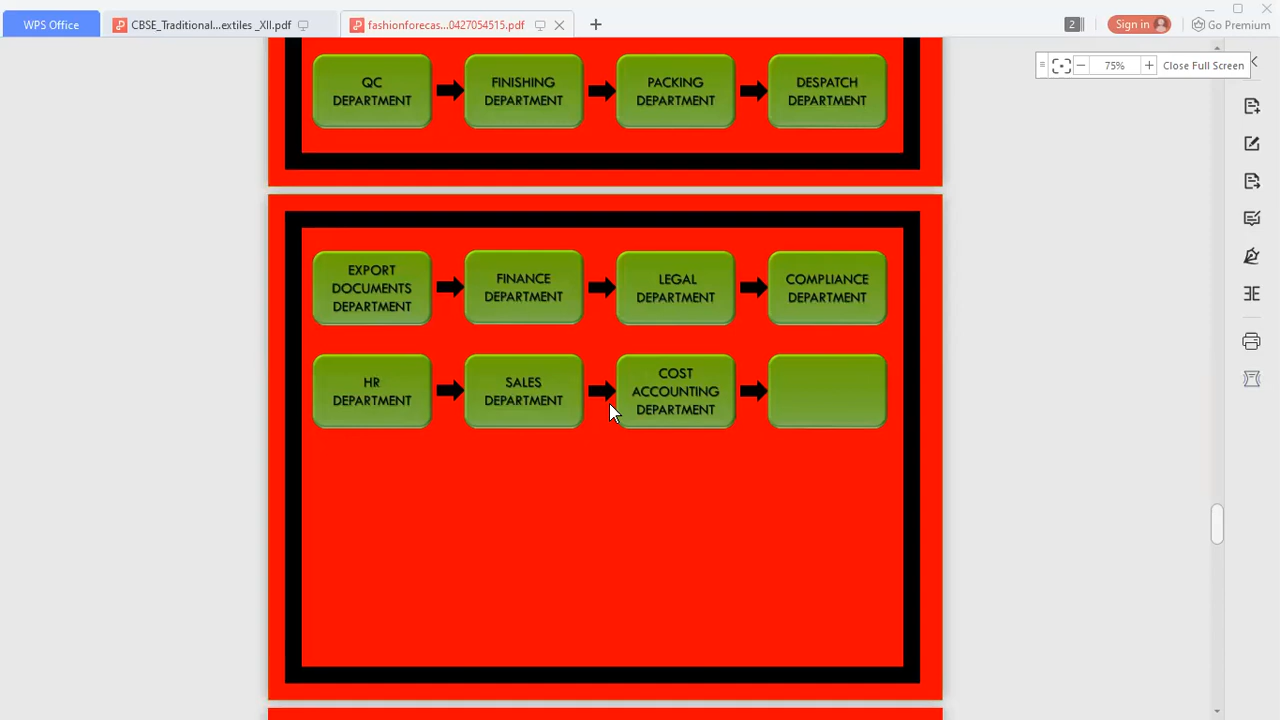 WPS Office
CBSE_Traditional...extiles _XII.pdf
fashionforecas...0427054515.pdf
2
Sign in
Go Premium
75%
Close Full Screen
QC
DEPARTMENT
FINISHING
DEPARTMENT
PACKING
DEPARTMENT
DESPATCH
DEPARTMENT
EXPORT
DOCUMENTS
DEPARTMENT
FINANCE
DEPARTMENT
LEGAL
DEPARTMENT
COMPLIANCE
DEPARTMENT
HR
DEPARTMENT
SALES
DEPARTMENT
COST
ACCOUNTING
DEPARTMENT